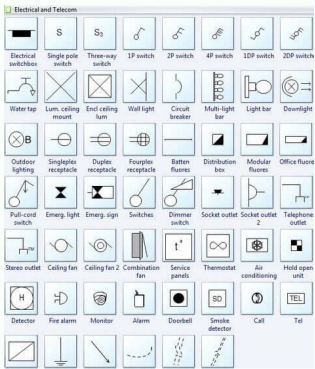 Electrical and Telecom
S S₃
Electrical switchbox Single pole switch Three-way switch 1P switch 2P switch 4P switch 1DP switch 2DP switch
Water tap Lum. ceiling mount Encl ceiling lum Wall light Circuit breaker Multi-light bar Light bar Downlight
B
Outdoor lighting Singleplex receptacle Duplex receptacle Fourplex receptacle Batten fluores Distribution box Modular fluores Office fluores
Pull-cord switch Emerg. light Emerg. sign Switches Dimmer switch Socket outlet Socket outlet 2 Telephone outlet
t°
Stereo outlet Ceiling fan Ceiling fan 2 Combination fan Service panels Thermostat Air conditioning Hold open unit
H SD TEL
Detector Fire alarm Monitor Alarm Doorbell Smoke detector Call Tel